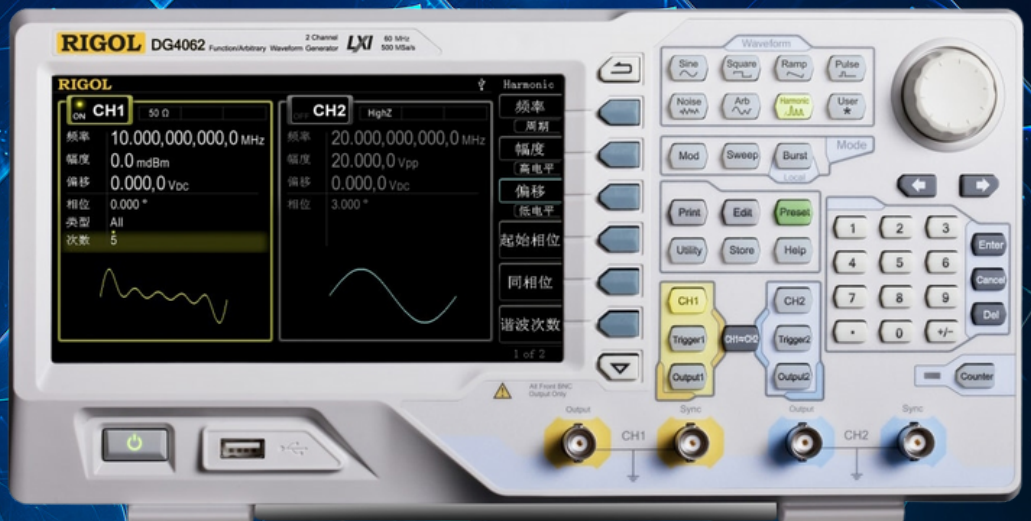 RIGOL DG4062 Function/Arbitrary Waveform Generator 2 Channel LXI 60 MHz 500 MSa/s
RIGOL Harmonic
ON CH1 50 Ω
频率 10.000,000,000,0 MHz
幅度 0.0 mdBm
偏移 0.000,0 VDC
相位 0.000 °
类型 All
次数 5
OFF CH2 HighZ
频率 20.000,000,000,0 MHz
幅度 20.000,0 Vpp
偏移 0.000,0 VDC
相位 3.000 °
频率
周期
幅度
高电平
偏移
低电平
起始相位
同相位
谐波次数
1 of 2
Waveform
Sine Square Ramp Pulse
Noise Arb Harmonic User
Mod Sweep Burst Mode
Local
Print Edit Preset
Utility Store Help
CH1 CH2
Trigger1 CH1⇌CH2 Trigger2
Output1 Output2
1 2 3 Enter
4 5 6 Cancel
7 8 9 Del
. 0 +/-
Counter
All Front BNC
Output Only
Output Sync Output Sync
CH1 CH2